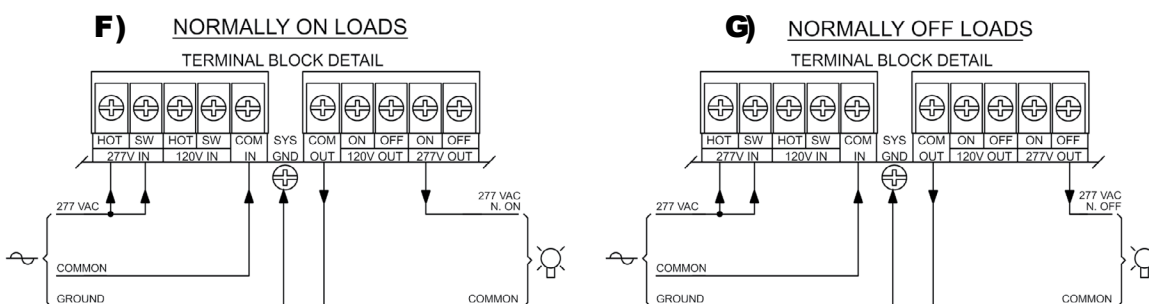 F) NORMALLY ON LOADS
TERMINAL BLOCK DETAIL
HOT SW HOT SW COM SYS COM ON OFF ON OFF
277V IN 120V IN IN GND OUT 120V OUT 277V OUT
277 VAC
277 VAC
N. ON
COMMON
GROUND
COMMON
G) NORMALLY OFF LOADS
TERMINAL BLOCK DETAIL
HOT SW HOT SW COM SYS COM ON OFF ON OFF
277V IN 120V IN IN GND OUT 120V OUT 277V OUT
277 VAC
277 VAC
N. OFF
COMMON
GROUND
COMMON